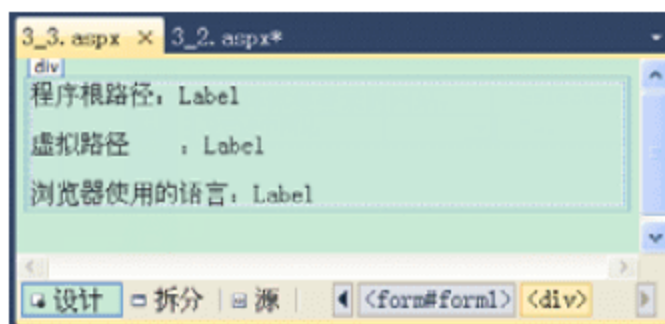 3_3.aspx × 3_2.aspx*
div
程序根路径：Label
虚拟路径 ：Label
浏览器使用的语言：Label
设计 拆分 源 <form#form1> <div>